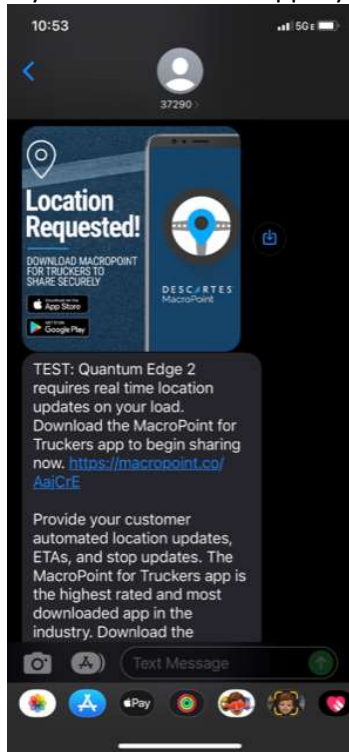 10:53
5G E
37290 >
Location
Requested!
DOWNLOAD MACROPOINT
FOR TRUCKERS TO
SHARE SECURELY
App Store
Google Play
DESCARTES
MacroPoint
TEST: Quantum Edge 2
requires real time location
updates on your load.
Download the MacroPoint for
Truckers app to begin sharing
now. https://macropoint.co/
AajCrE
Provide your customer
automated location updates,
ETAs, and stop updates. The
MacroPoint for Truckers app is
the highest rated and most
downloaded app in the
industry. Download the
Text Message
Pay